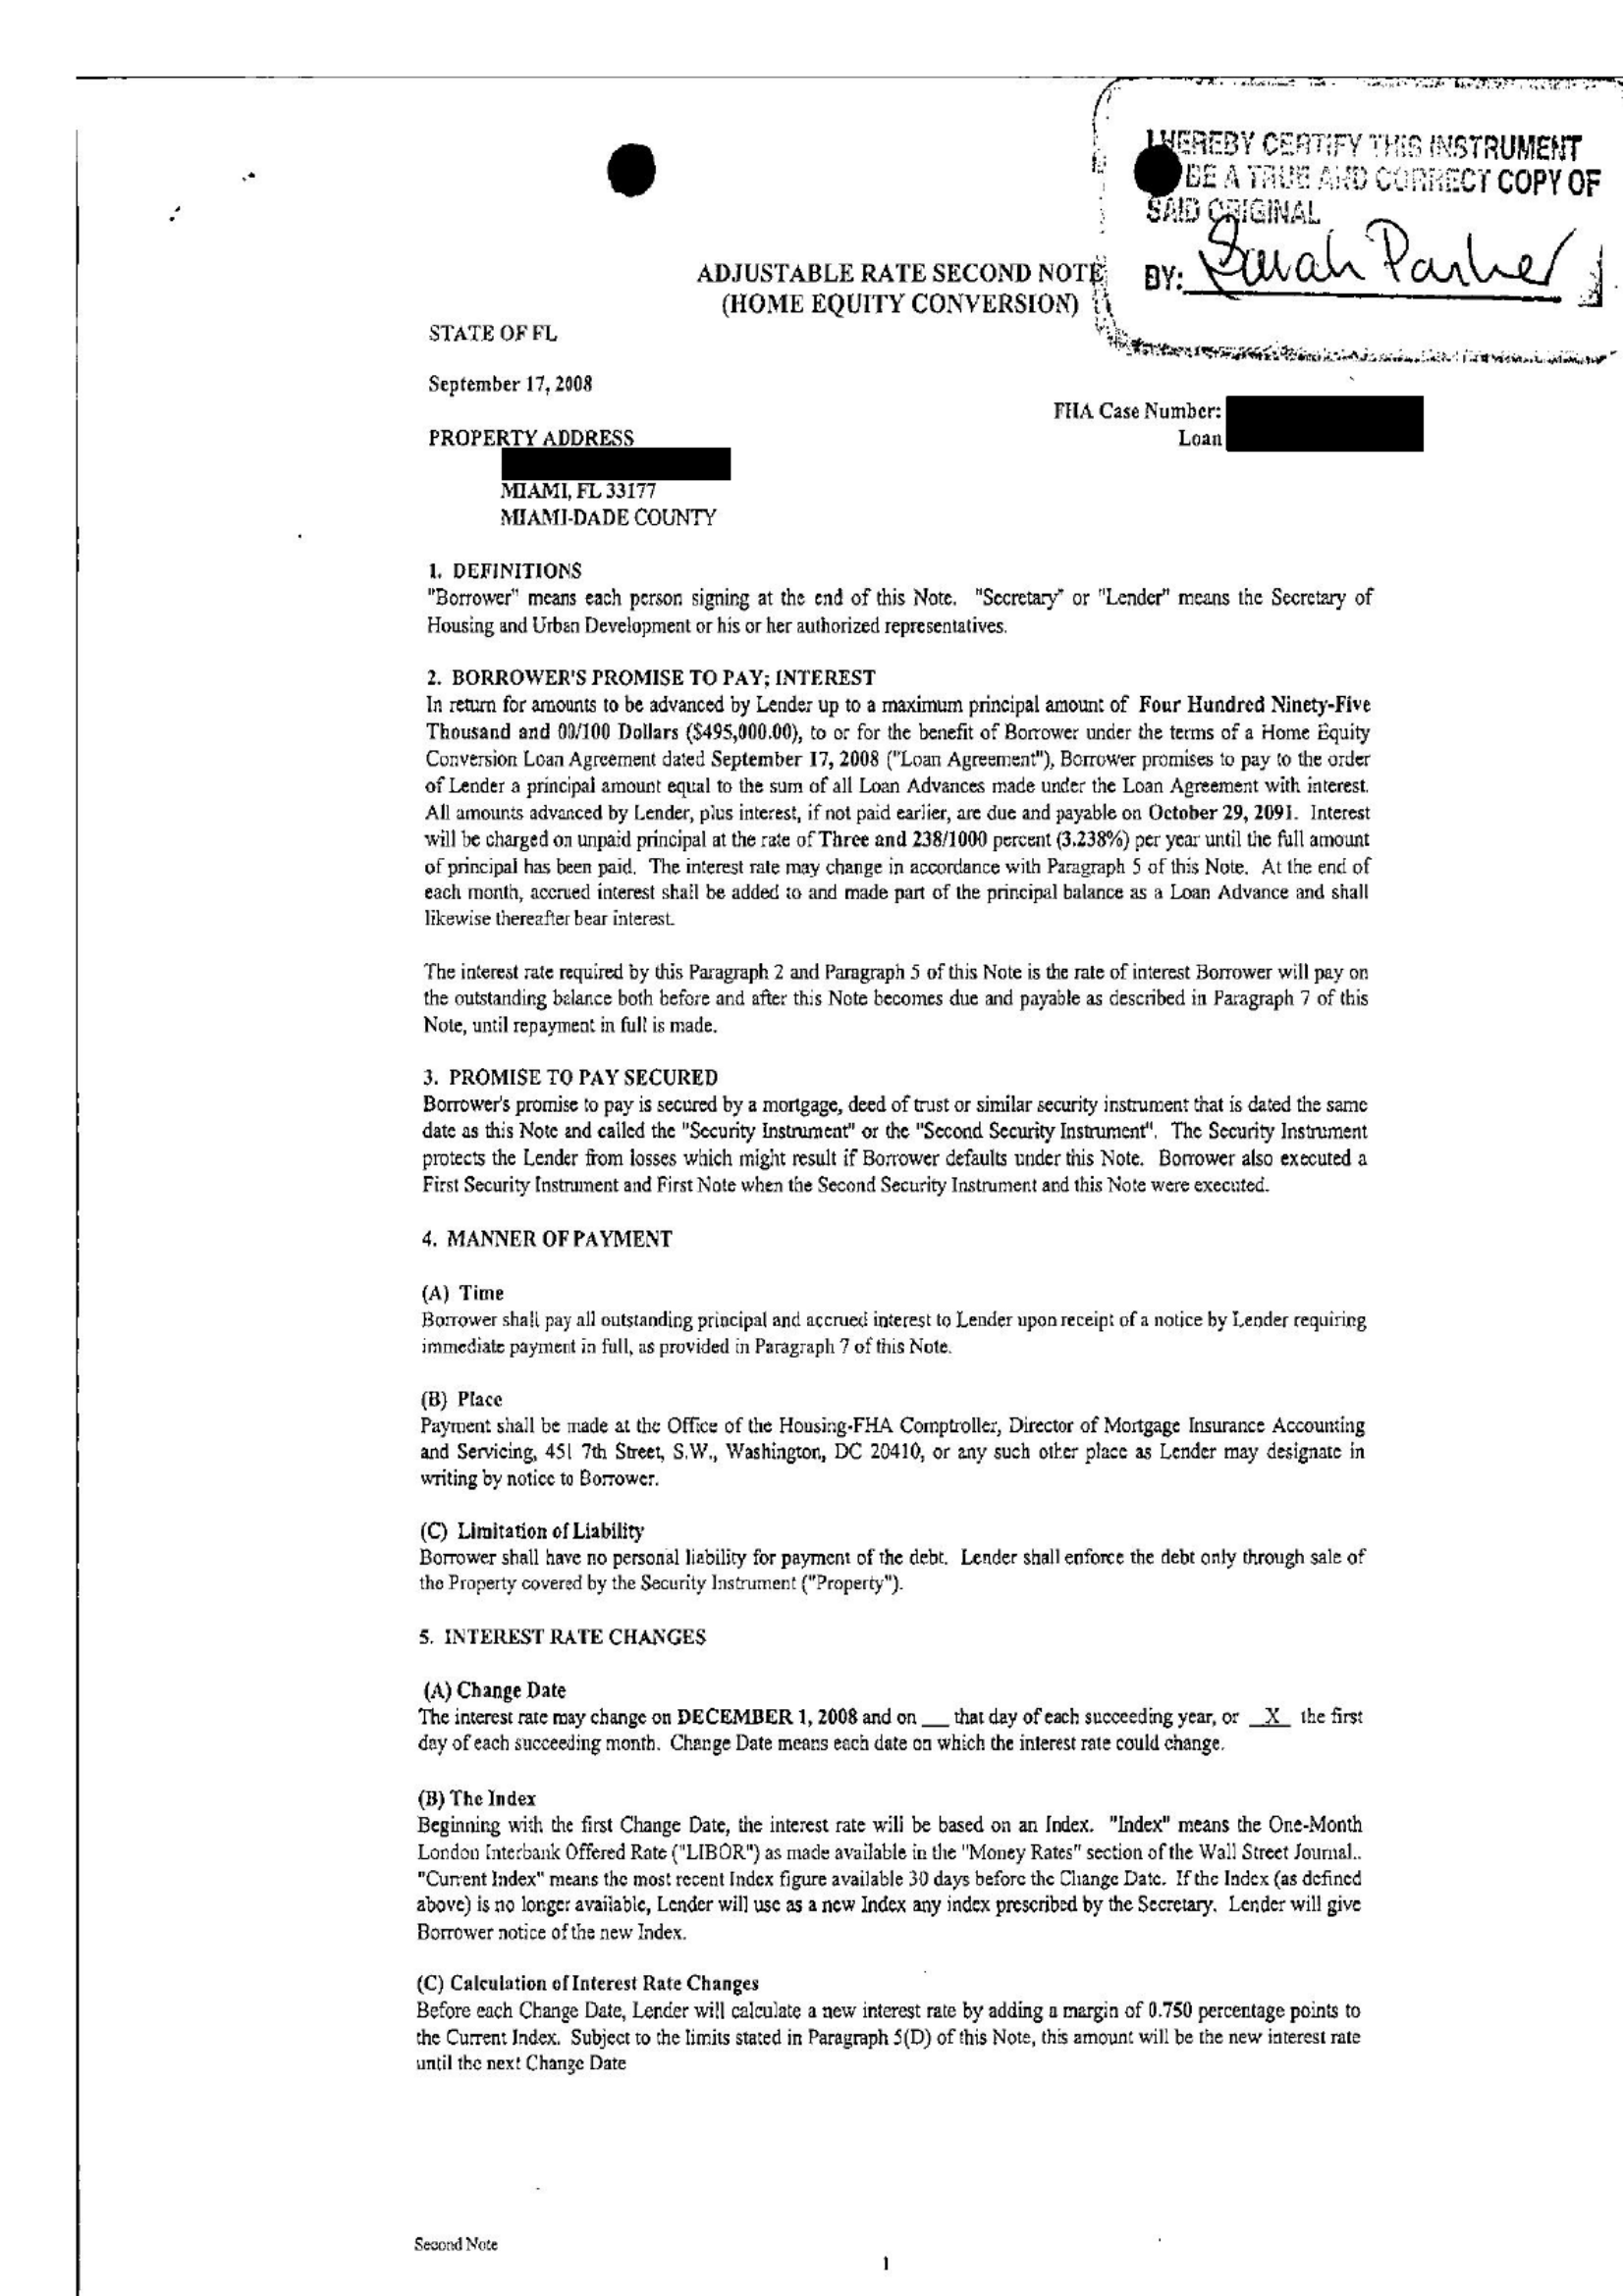 I HEREBY CERTIFY THIS INSTRUMENT
BE A TRUE AND CORRECT COPY OF
SAID ORIGINAL
BY: Sarah Parker
ADJUSTABLE RATE SECOND NOTE
(HOME EQUITY CONVERSION)
STATE OF FL
September 17, 2008
FHA Case Number:
Loan
PROPERTY ADDRESS
MIAMI, FL 33177
MIAMI-DADE COUNTY
1. DEFINITIONS
"Borrower" means each person signing at the end of this Note. "Secretary" or "Lender" means the Secretary of
Housing and Urban Development or his or her authorized representatives.
2. BORROWER'S PROMISE TO PAY; INTEREST
In return for amounts to be advanced by Lender up to a maximum principal amount of Four Hundred Ninety-Five
Thousand and 00/100 Dollars ($495,000.00), to or for the benefit of Borrower under the terms of a Home Equity
Conversion Loan Agreement dated September 17, 2008 ("Loan Agreement"), Borrower promises to pay to the order
of Lender a principal amount equal to the sum of all Loan Advances made under the Loan Agreement with interest.
All amounts advanced by Lender, plus interest, if not paid earlier, are due and payable on October 29, 2091. Interest
will be charged on unpaid principal at the rate of Three and 238/1000 percent (3.238%) per year until the full amount
of principal has been paid. The interest rate may change in accordance with Paragraph 5 of this Note. At the end of
each month, accrued interest shall be added to and made part of the principal balance as a Loan Advance and shall
likewise thereafter bear interest.
The interest rate required by this Paragraph 2 and Paragraph 5 of this Note is the rate of interest Borrower will pay on
the outstanding balance both before and after this Note becomes due and payable as described in Paragraph 7 of this
Note, until repayment in full is made.
3. PROMISE TO PAY SECURED
Borrower's promise to pay is secured by a mortgage, deed of trust or similar security instrument that is dated the same
date as this Note and called the "Security Instrument" or the "Second Security Instrument". The Security Instrument
protects the Lender from losses which might result if Borrower defaults under this Note. Borrower also executed a
First Security Instrument and First Note when the Second Security Instrument and this Note were executed.
4. MANNER OF PAYMENT
(A) Time
Borrower shall pay all outstanding principal and accrued interest to Lender upon receipt of a notice by Lender requiring
immediate payment in full, as provided in Paragraph 7 of this Note.
(B) Place
Payment shall be made at the Office of the Housing-FHA Comptroller, Director of Mortgage Insurance Accounting
and Servicing, 451 7th Street, S.W., Washington, DC 20410, or any such other place as Lender may designate in
writing by notice to Borrower.
(C) Limitation of Liability
Borrower shall have no personal liability for payment of the debt. Lender shall enforce the debt only through sale of
the Property covered by the Security Instrument ("Property").
5. INTEREST RATE CHANGES
(A) Change Date
The interest rate may change on DECEMBER 1, 2008 and on __ that day of each succeeding year, or _X_ the first
day of each succeeding month. Change Date means each date on which the interest rate could change.
(B) The Index
Beginning with the first Change Date, the interest rate will be based on an Index. "Index" means the One-Month
London Interbank Offered Rate ("LIBOR") as made available in the "Money Rates" section of the Wall Street Journal..
"Current Index" means the most recent Index figure available 30 days before the Change Date. If the Index (as defined
above) is no longer available, Lender will use as a new Index any index prescribed by the Secretary. Lender will give
Borrower notice of the new Index.
(C) Calculation of Interest Rate Changes
Before each Change Date, Lender will calculate a new interest rate by adding a margin of 0.750 percentage points to
the Current Index. Subject to the limits stated in Paragraph 5(D) of this Note, this amount will be the new interest rate
until the next Change Date
Second Note
1